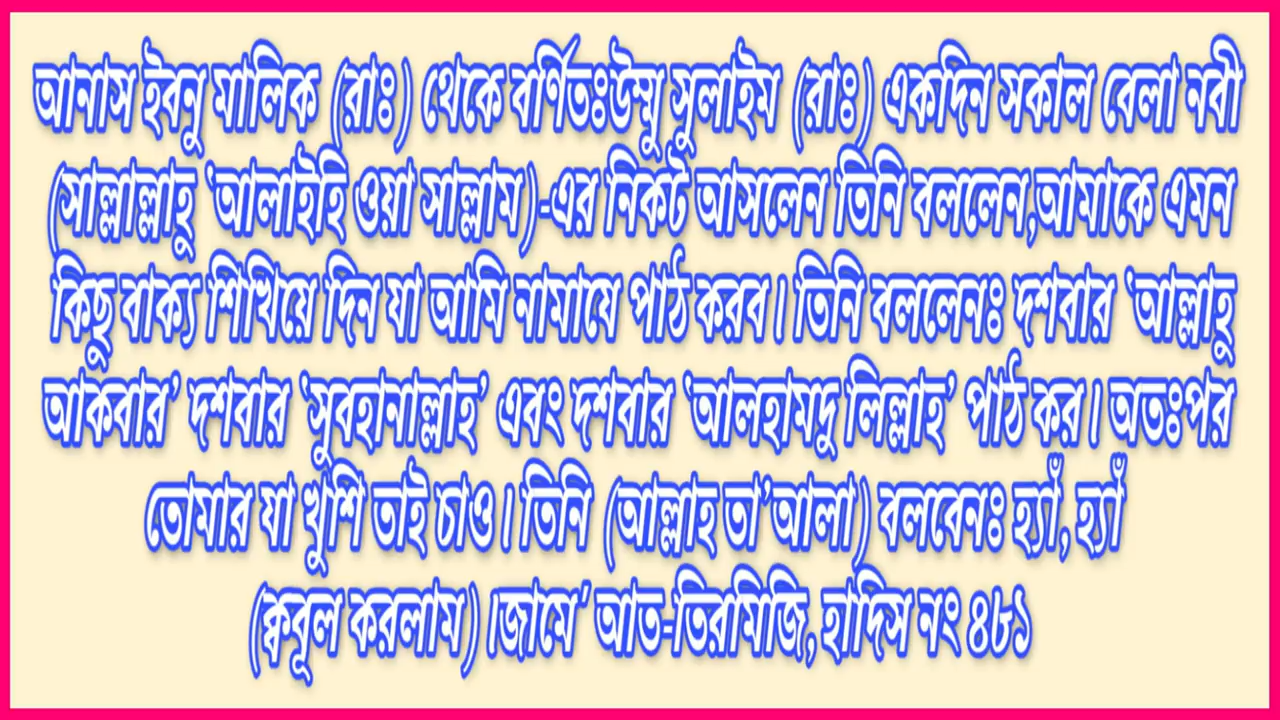 আনাস ইবনু মালিক (রাঃ) থেকে বর্ণিতঃউম্মু সুলাইম (রাঃ) একদিন সকাল বেলা নবী
(সাল্লাল্লাহু ‘আলাইহি ওয়া সাল্লাম)-এর নিকট আসলেন তিনি বললেন,আমাকে এমন
কিছু বাক্য শিখিয়ে দিন যা আমি নামাযে পাঠ করব। তিনি বললেনঃ দশবার ‘আল্লাহু
আকবার’ দশবার ‘সুবহানাল্লাহ’ এবং দশবার ‘আলহামদু লিল্লাহ’ পাঠ কর। অতঃপর
তোমার যা খুশি তাই চাও। তিনি (আল্লাহ তা’আলা) বলবেনঃ হ্যাঁ, হ্যাঁ
(ক্ববূল করলাম)।জামে’ আত-তিরমিজি, হাদিস নং ৪৮১